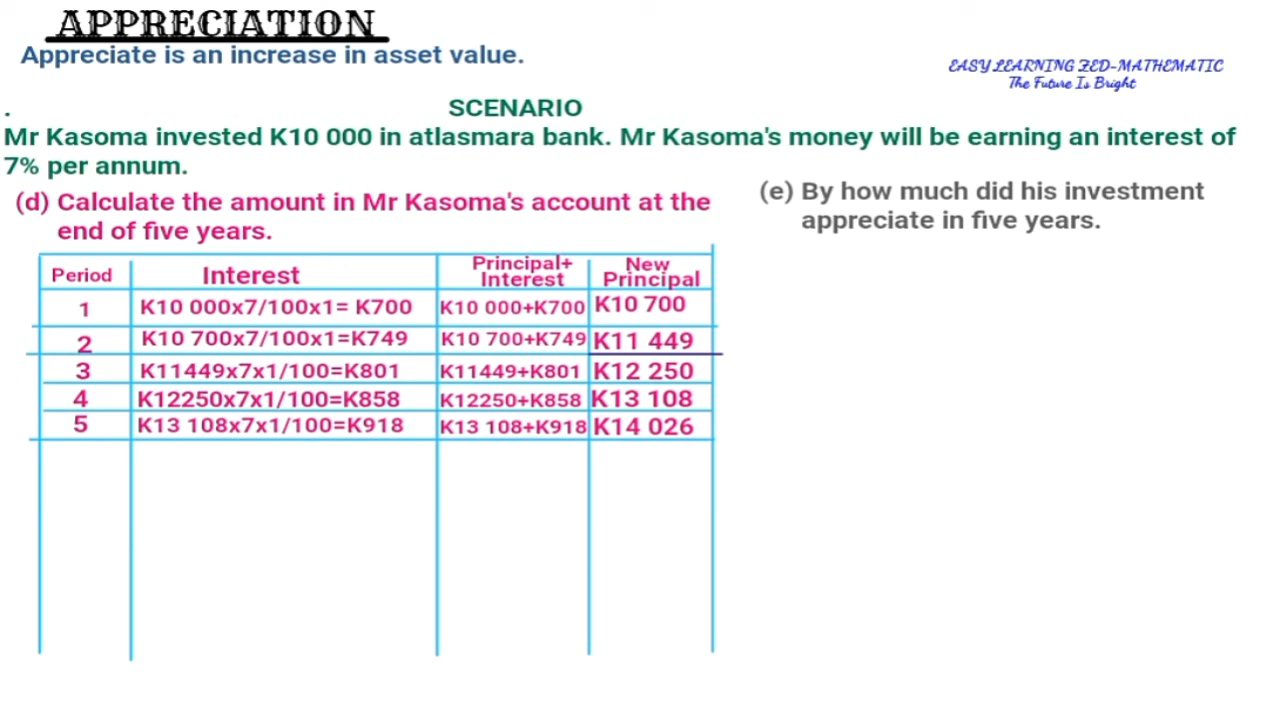 APPRECIATION
Appreciate is an increase in asset value.
EASY LEARNING ZED-MATHEMATIC
The Future Is Bright
.
SCENARIO
Mr Kasoma invested K10 000 in atlasmara bank. Mr Kasoma's money will be earning an interest of
7% per annum.
(d) Calculate the amount in Mr Kasoma's account at the
end of five years.
Period Interest Principal+ Interest New Principal
1 K10 000x7/100x1= K700 K10 000+K700 K10 700
2 K10 700x7/100x1=K749 K10 700+K749 K11 449
3 K11449x7x1/100=K801 K11449+K801 K12 250
4 K12250x7x1/100=K858 K12250+K858 K13 108
5 K13 108x7x1/100=K918 K13 108+K918 K14 026
(e) By how much did his investment
appreciate in five years.